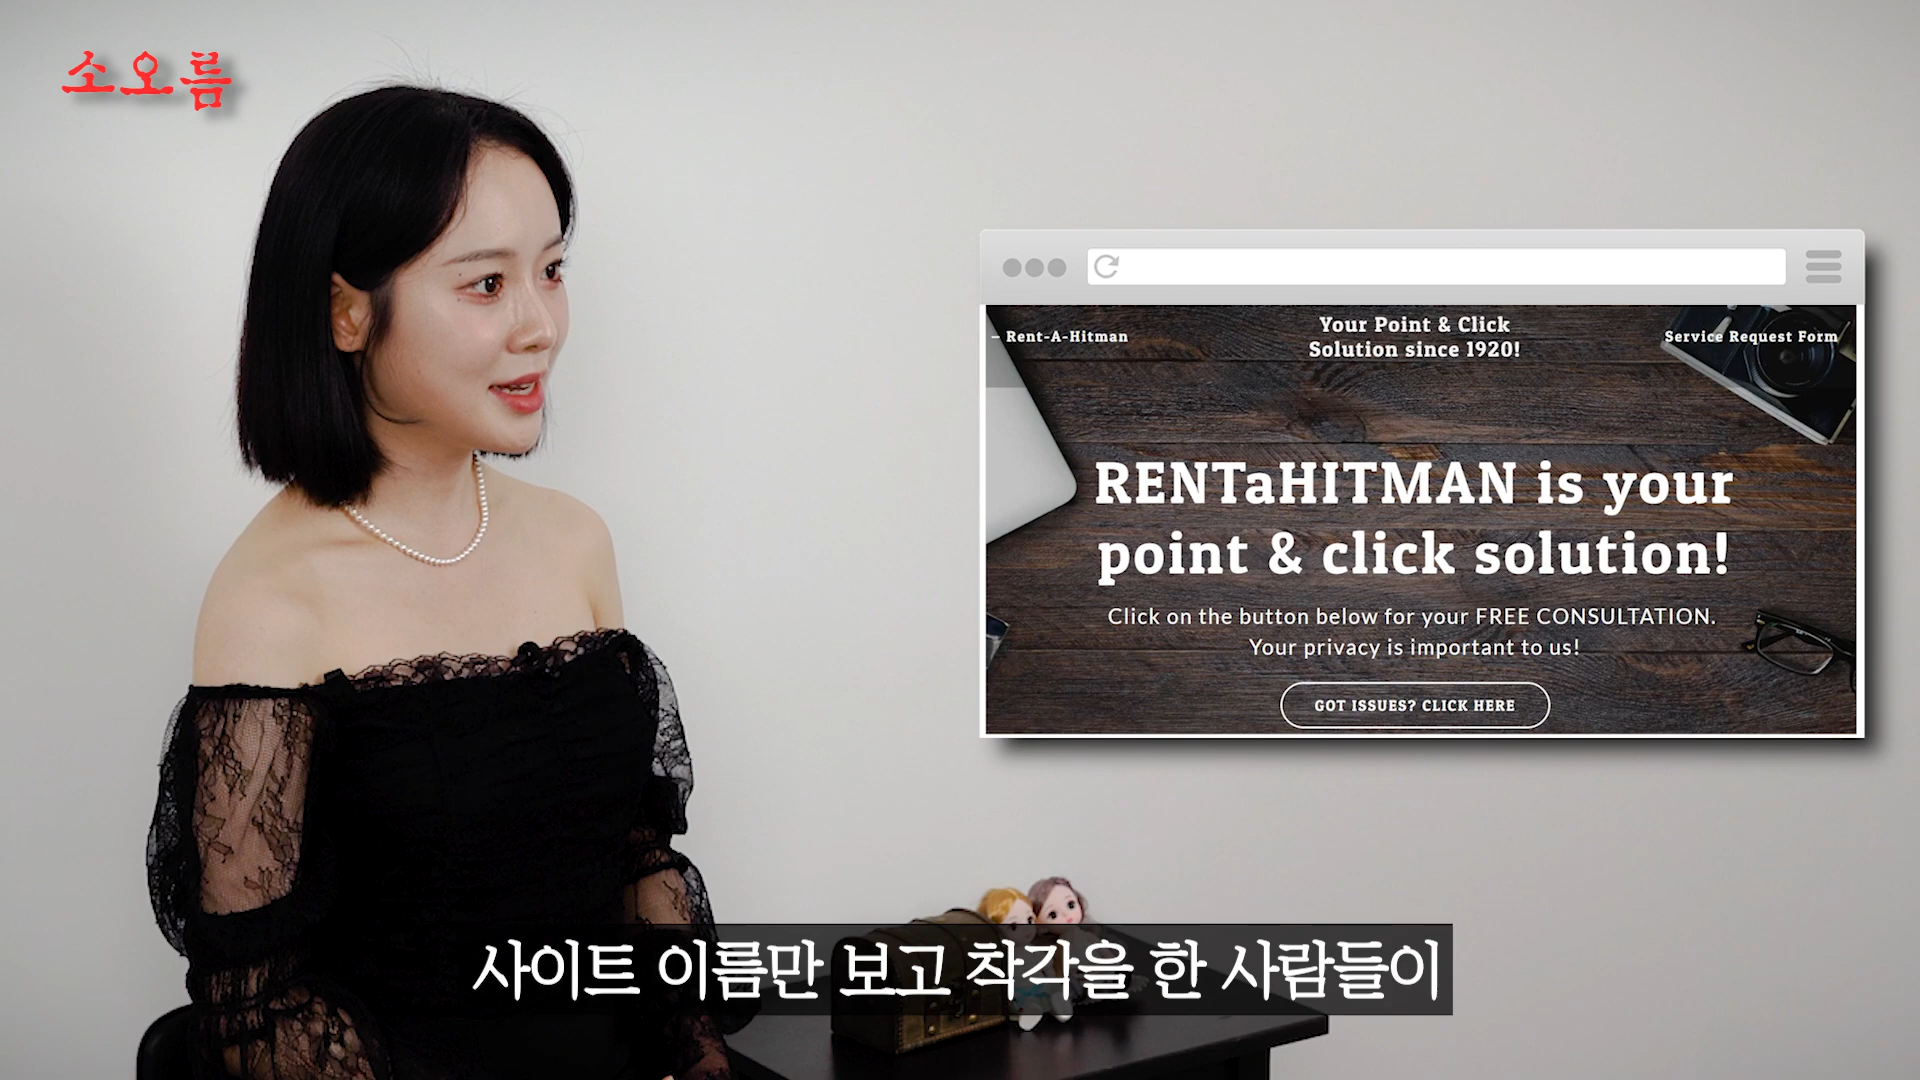 소오름
– Rent-A-Hitman
Your Point & Click
Solution since 1920!
Service Request Form
RENTaHITMAN is your
point & click solution!
Click on the button below for your FREE CONSULTATION.
Your privacy is important to us!
GOT ISSUES? CLICK HERE
사이트 이름만 보고 착각을 한 사람들이